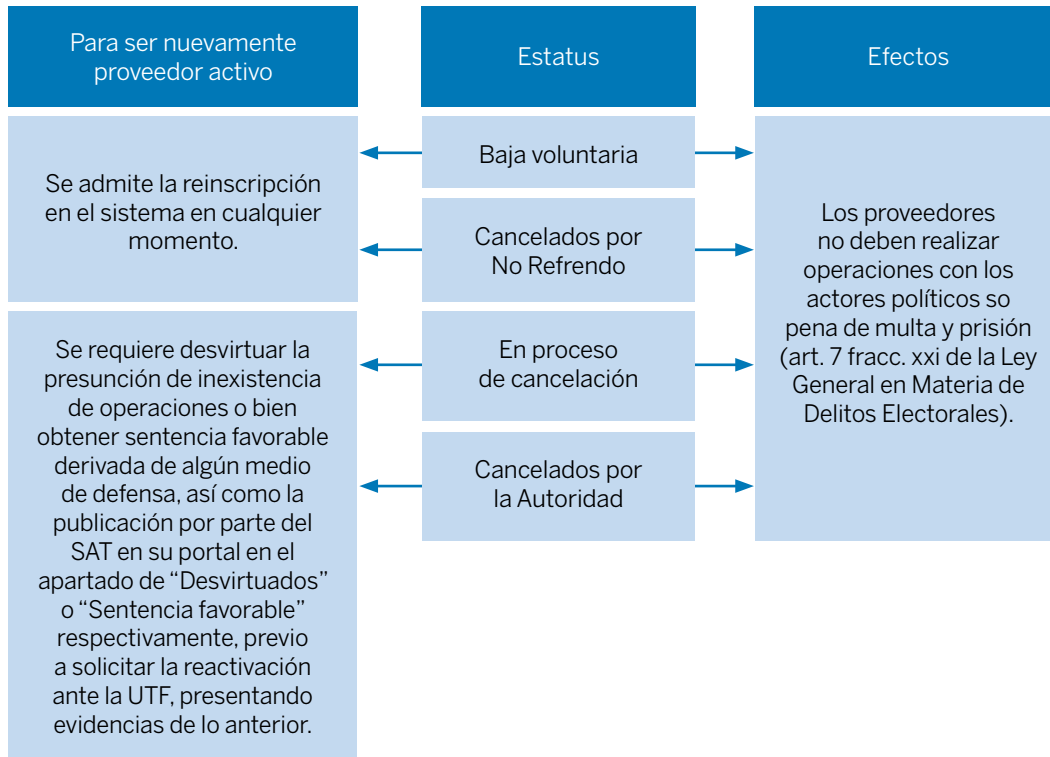 Para ser nuevamente
proveedor activo
Estatus
Efectos
Se admite la reinscripción
en el sistema en cualquier
momento.
Se requiere desvirtuar la
presunción de inexistencia
de operaciones o bien
obtener sentencia favorable
derivada de algún medio
de defensa, así como la
publicación por parte del
SAT en su portal en el
apartado de “Desvirtuados”
o “Sentencia favorable”
respectivamente, previo
a solicitar la reactivación
ante la UTF, presentando
evidencias de lo anterior.
Baja voluntaria
Cancelados por
No Refrendo
En proceso
de cancelación
Cancelados por
la Autoridad
Los proveedores
no deben realizar
operaciones con los
actores políticos so
pena de multa y prisión
(art. 7 fracc. xxi de la Ley
General en Materia de
Delitos Electorales).